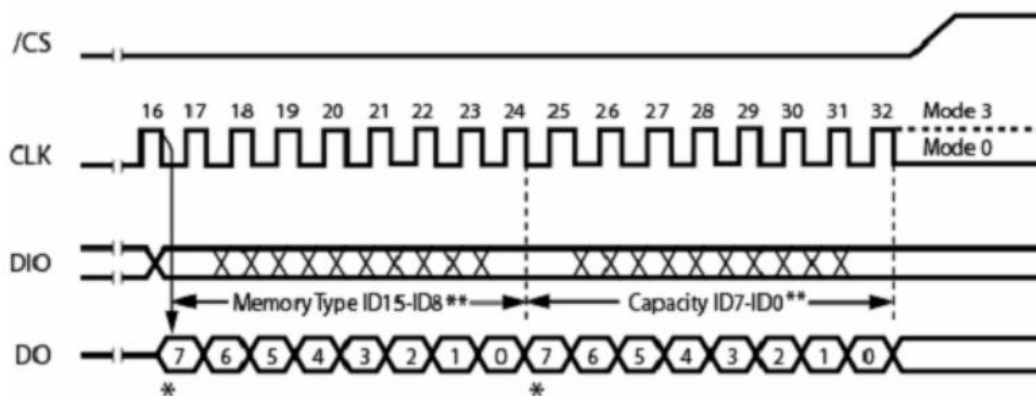 /CS
16 17 18 19 20 21 22 23 24 25 26 27 28 29 30 31 32 Mode 3
CLK Mode 0
DIO
Memory Type ID15-ID8** Capacity ID7-ID0**
DO 7 6 5 4 3 2 1 0 7 6 5 4 3 2 1 0
* *